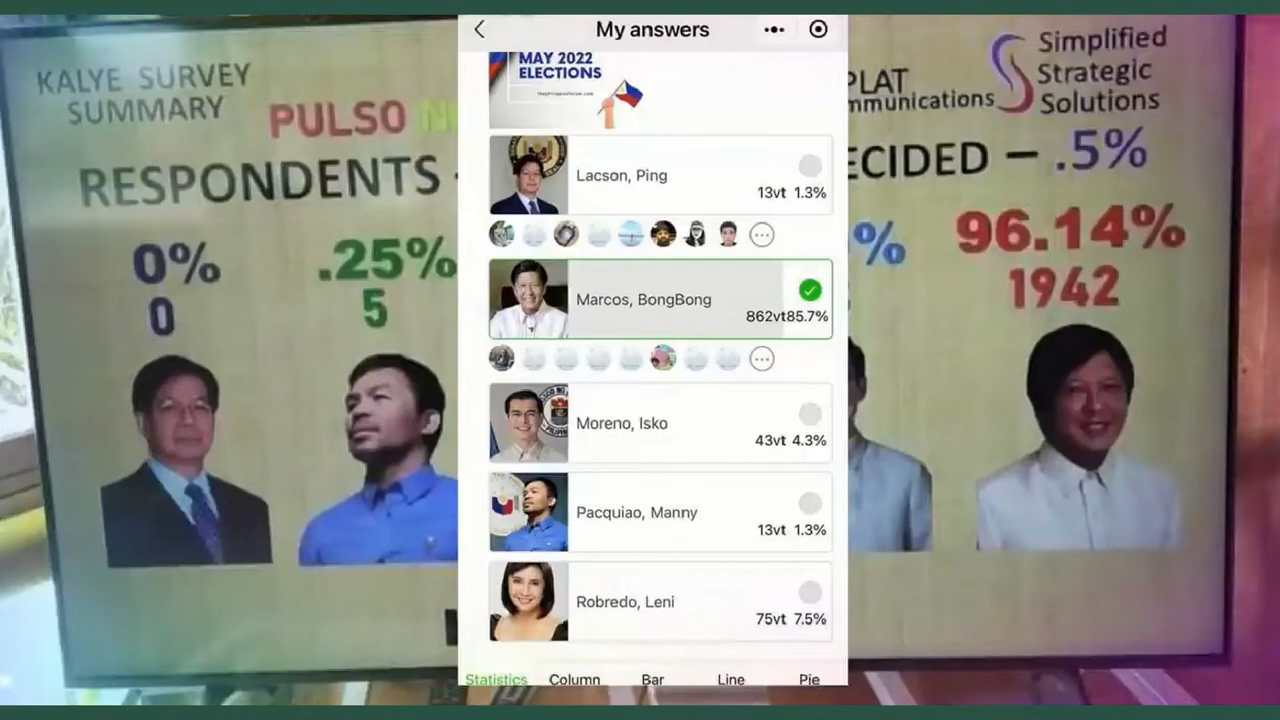 KALYE SURVEY
SUMMARY
PULSO
RESPONDENTS -
0%
0
.25%
5
My answers
MAY 2022
ELECTIONS
Lacson, Ping
13vt 1.3%
Marcos, BongBong
862vt85.7%
Moreno, Isko
43vt 4.3%
Pacquiao, Manny
13vt 1.3%
Robredo, Leni
75vt 7.5%
Statistics Column Bar Line Pie
PLAT
mmunications
Simplified
Strategic
Solutions
ECIDED – .5%
%
96.14%
1942